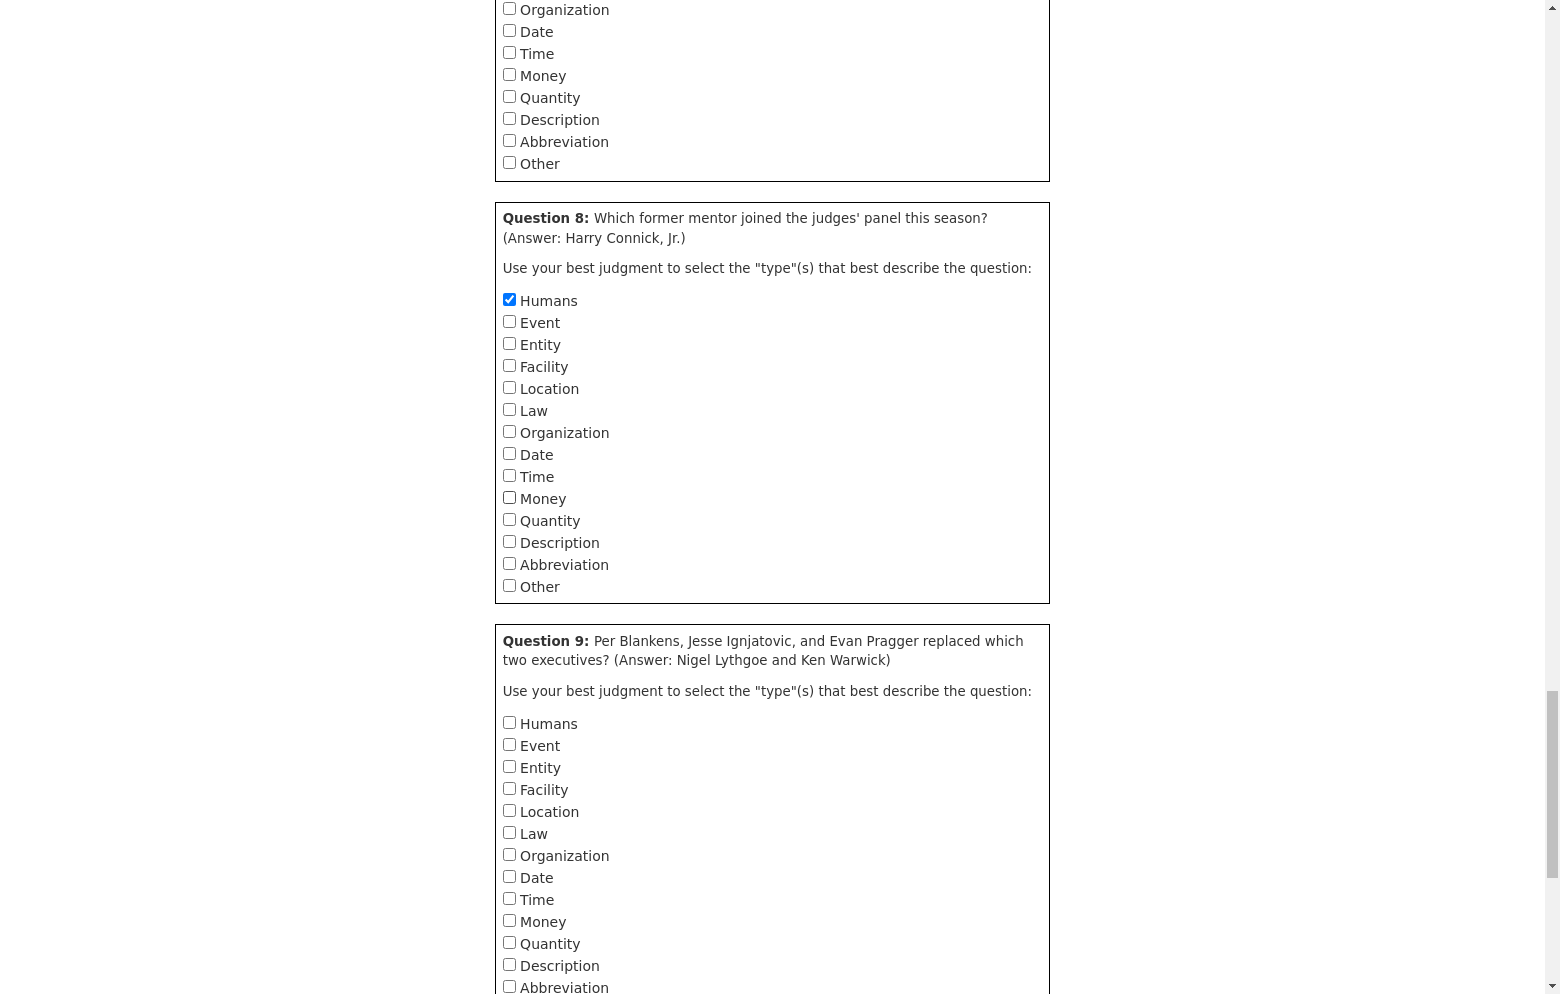 Organization
Date
Time
Money
Quantity
Description
Abbreviation
Other
Question 8: Which former mentor joined the judges' panel this season?
(Answer: Harry Connick, Jr.)
Use your best judgment to select the "type"(s) that best describe the question:
Humans
Event
Entity
Facility
Location
Law
Organization
Date
Time
Money
Quantity
Description
Abbreviation
Other
Question 9: Per Blankens, Jesse Ignjatovic, and Evan Pragger replaced which
two executives? (Answer: Nigel Lythgoe and Ken Warwick)
Use your best judgment to select the "type"(s) that best describe the question:
Humans
Event
Entity
Facility
Location
Law
Organization
Date
Time
Money
Quantity
Description
Abbreviation